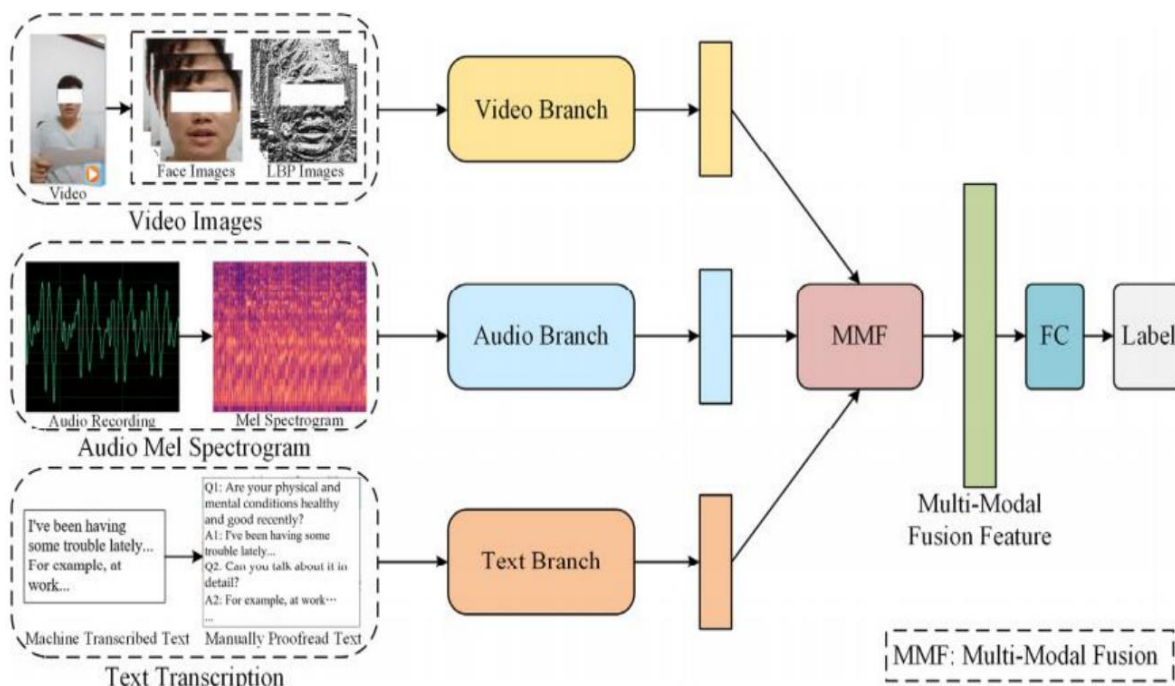 Video
Face Images
LBP Images
Video Images
Video Branch
Audio Recording
Mel Spectrogram
Audio Mel Spectrogram
Audio Branch
MMF
FC
Label
Multi-Modal
Fusion Feature
I've been having
some trouble lately...
For example, at
work...
Machine Transcribed Text
Q1: Are your physical and
mental conditions healthy
and good recently?
A1: I've been having some
trouble lately...
Q2. Can you talk about it in
detail?
A2: For example, at work···
...
Manually Proofread Text
Text Transcription
Text Branch
MMF: Multi-Modal Fusion